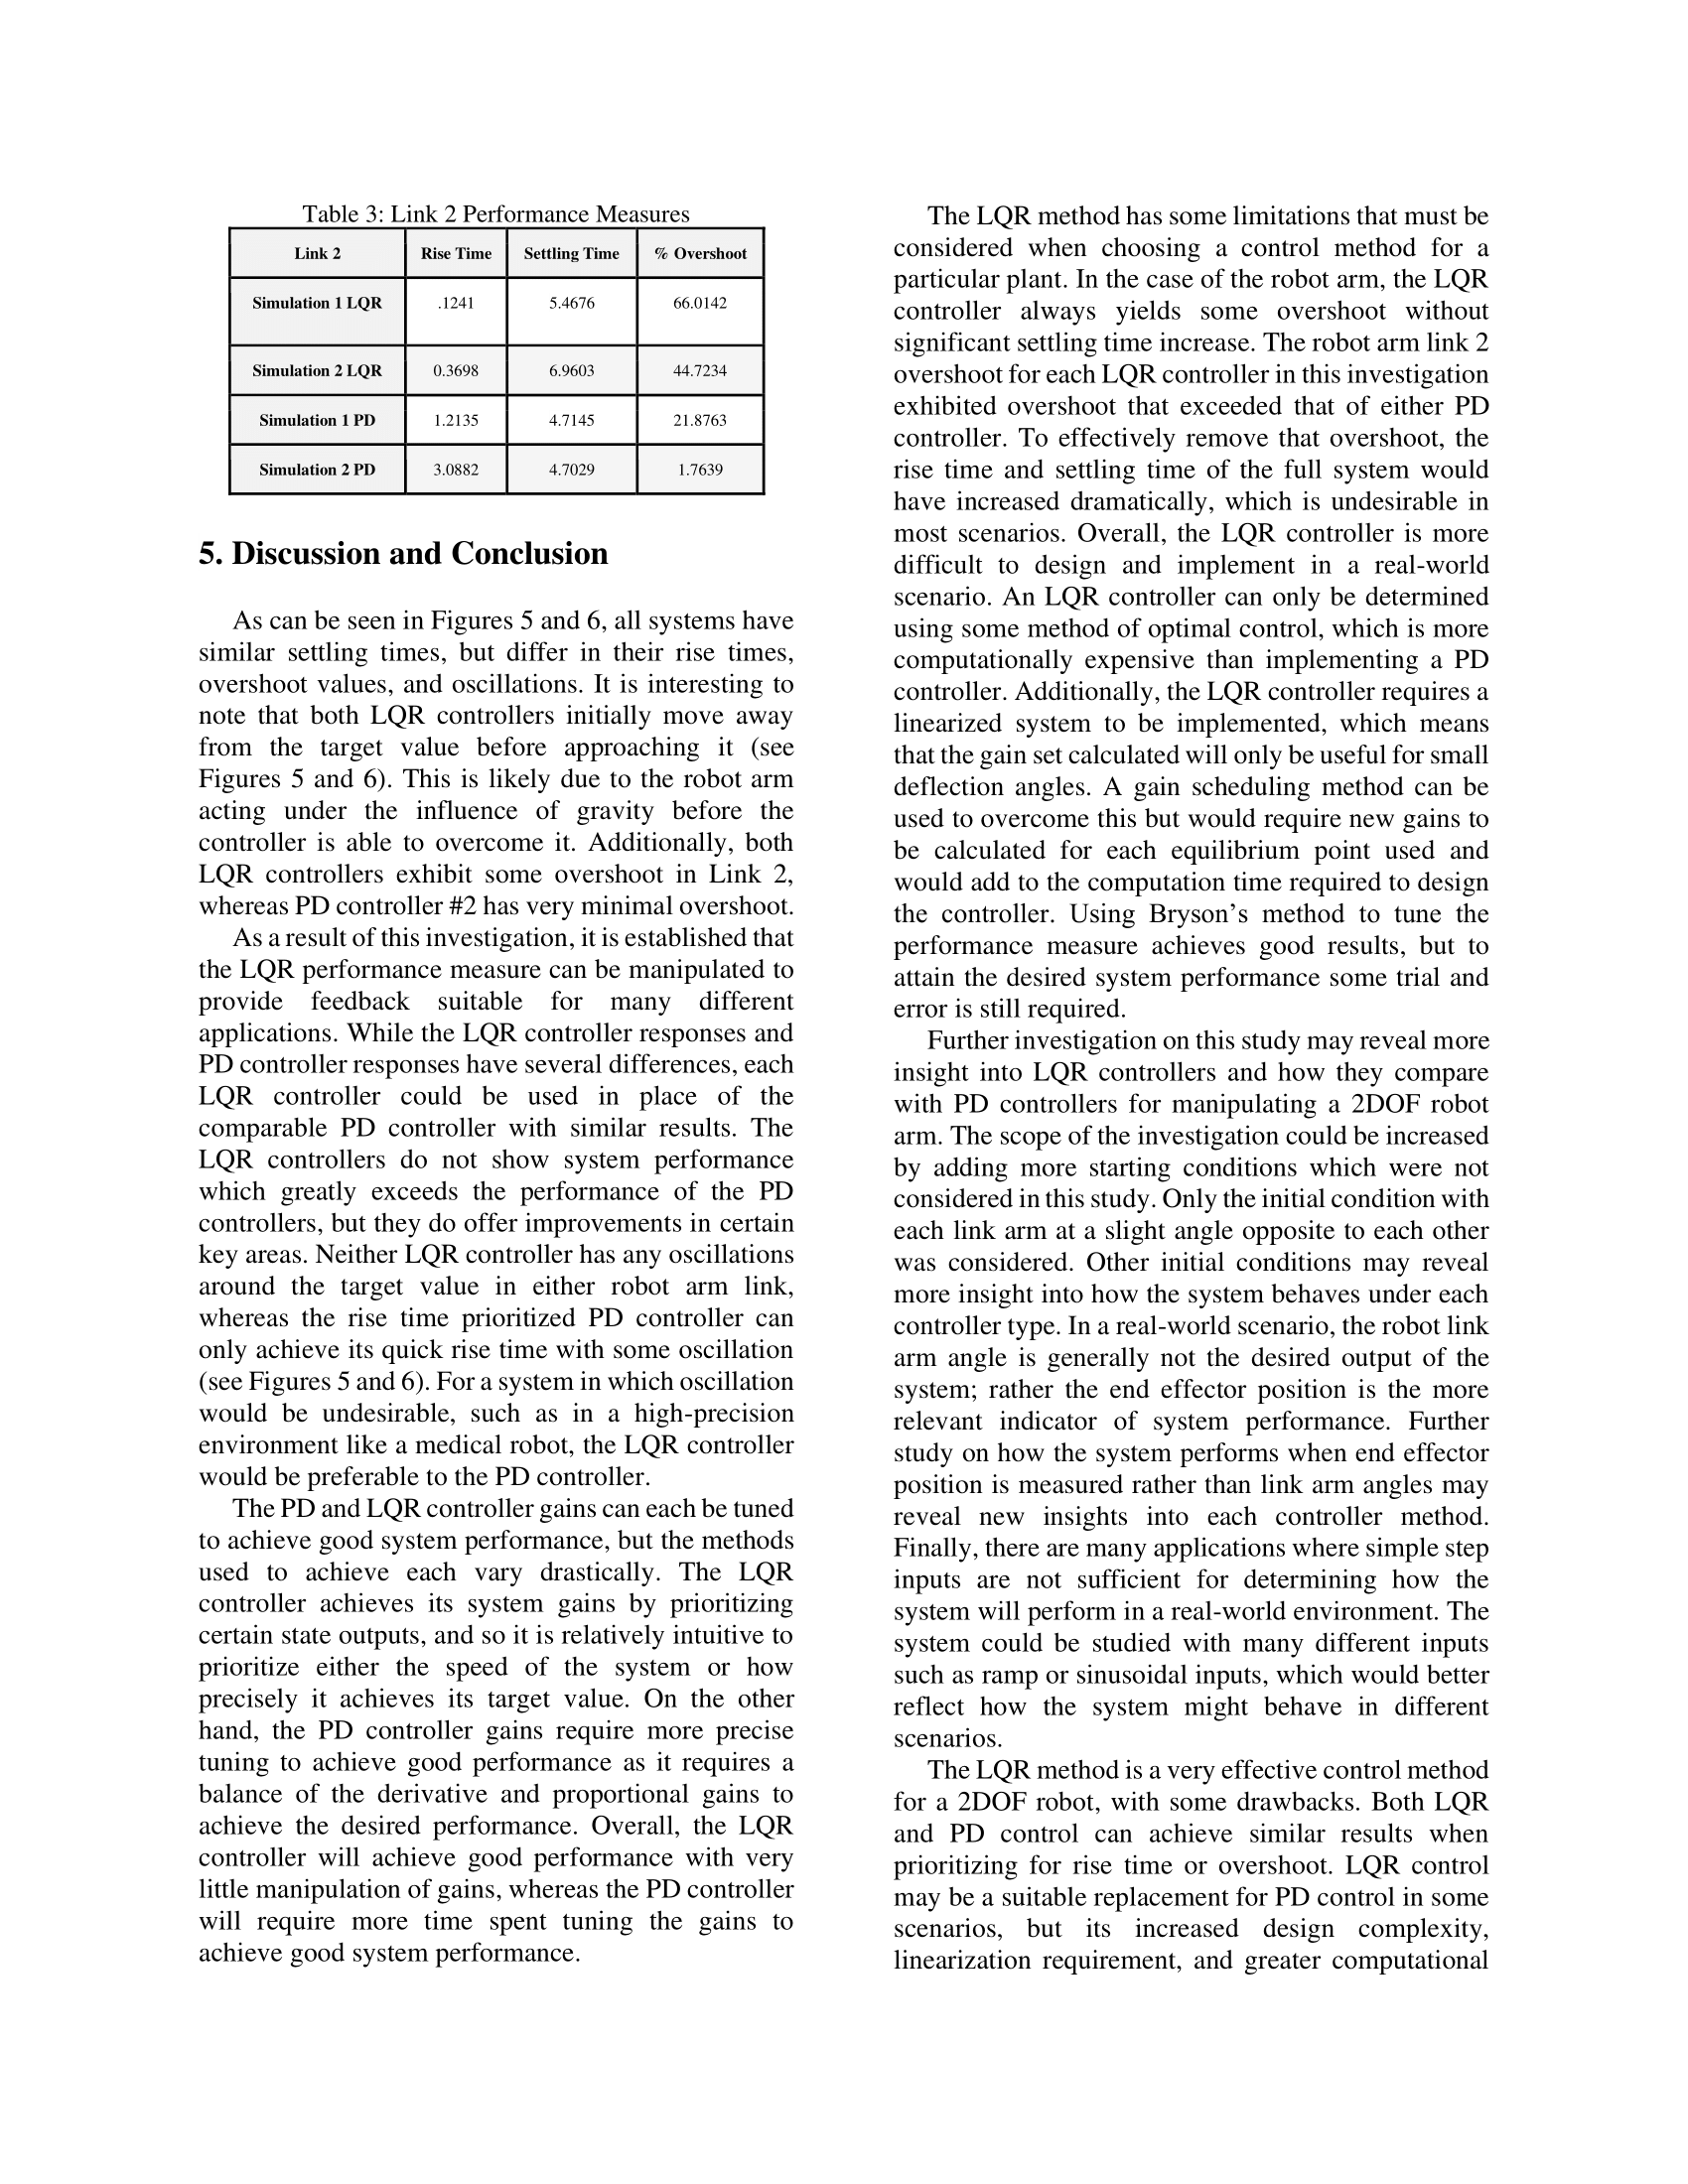 Table 3: Link 2 Performance Measures
Link 2 Rise Time Settling Time % Overshoot
Simulation 1 LQR .1241 5.4676 66.0142
Simulation 2 LQR 0.3698 6.9603 44.7234
Simulation 1 PD 1.2135 4.7145 21.8763
Simulation 2 PD 3.0882 4.7029 1.7639
5. Discussion and Conclusion
As can be seen in Figures 5 and 6, all systems have
similar settling times, but differ in their rise times,
overshoot values, and oscillations. It is interesting to
note that both LQR controllers initially move away
from the target value before approaching it (see
Figures 5 and 6). This is likely due to the robot arm
acting under the influence of gravity before the
controller is able to overcome it. Additionally, both
LQR controllers exhibit some overshoot in Link 2,
whereas PD controller #2 has very minimal overshoot.
As a result of this investigation, it is established that
the LQR performance measure can be manipulated to
provide feedback suitable for many different
applications. While the LQR controller responses and
PD controller responses have several differences, each
LQR controller could be used in place of the
comparable PD controller with similar results. The
LQR controllers do not show system performance
which greatly exceeds the performance of the PD
controllers, but they do offer improvements in certain
key areas. Neither LQR controller has any oscillations
around the target value in either robot arm link,
whereas the rise time prioritized PD controller can
only achieve its quick rise time with some oscillation
(see Figures 5 and 6). For a system in which oscillation
would be undesirable, such as in a high-precision
environment like a medical robot, the LQR controller
would be preferable to the PD controller.
The PD and LQR controller gains can each be tuned
to achieve good system performance, but the methods
used to achieve each vary drastically. The LQR
controller achieves its system gains by prioritizing
certain state outputs, and so it is relatively intuitive to
prioritize either the speed of the system or how
precisely it achieves its target value. On the other
hand, the PD controller gains require more precise
tuning to achieve good performance as it requires a
balance of the derivative and proportional gains to
achieve the desired performance. Overall, the LQR
controller will achieve good performance with very
little manipulation of gains, whereas the PD controller
will require more time spent tuning the gains to
achieve good system performance.
The LQR method has some limitations that must be
considered when choosing a control method for a
particular plant. In the case of the robot arm, the LQR
controller always yields some overshoot without
significant settling time increase. The robot arm link 2
overshoot for each LQR controller in this investigation
exhibited overshoot that exceeded that of either PD
controller. To effectively remove that overshoot, the
rise time and settling time of the full system would
have increased dramatically, which is undesirable in
most scenarios. Overall, the LQR controller is more
difficult to design and implement in a real-world
scenario. An LQR controller can only be determined
using some method of optimal control, which is more
computationally expensive than implementing a PD
controller. Additionally, the LQR controller requires a
linearized system to be implemented, which means
that the gain set calculated will only be useful for small
deflection angles. A gain scheduling method can be
used to overcome this but would require new gains to
be calculated for each equilibrium point used and
would add to the computation time required to design
the controller. Using Bryson’s method to tune the
performance measure achieves good results, but to
attain the desired system performance some trial and
error is still required.
Further investigation on this study may reveal more
insight into LQR controllers and how they compare
with PD controllers for manipulating a 2DOF robot
arm. The scope of the investigation could be increased
by adding more starting conditions which were not
considered in this study. Only the initial condition with
each link arm at a slight angle opposite to each other
was considered. Other initial conditions may reveal
more insight into how the system behaves under each
controller type. In a real-world scenario, the robot link
arm angle is generally not the desired output of the
system; rather the end effector position is the more
relevant indicator of system performance. Further
study on how the system performs when end effector
position is measured rather than link arm angles may
reveal new insights into each controller method.
Finally, there are many applications where simple step
inputs are not sufficient for determining how the
system will perform in a real-world environment. The
system could be studied with many different inputs
such as ramp or sinusoidal inputs, which would better
reflect how the system might behave in different
scenarios.
The LQR method is a very effective control method
for a 2DOF robot, with some drawbacks. Both LQR
and PD control can achieve similar results when
prioritizing for rise time or overshoot. LQR control
may be a suitable replacement for PD control in some
scenarios, but its increased design complexity,
linearization requirement, and greater computational